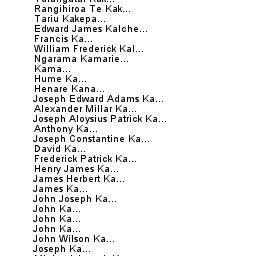 Rangihiroa Te Kak...
Tariu Kakepa...
Edward James Kalche...
Francis Ka...
William Frederick Kal...
Ngarama Kamarie...
Kama...
Hume Ka...
Henare Kana...
Joseph Edward Adams Ka...
Alexander Millar Ka...
Joseph Aloysius Patrick Ka...
Anthony Ka...
Joseph Constantine Ka...
David Ka...
Frederick Patrick Ka...
Henry James Ka...
James Herbert Ka...
James Ka...
John Joseph Ka...
John Ka...
John Ka...
John Ka...
John Wilson Ka...
Joseph Ka...